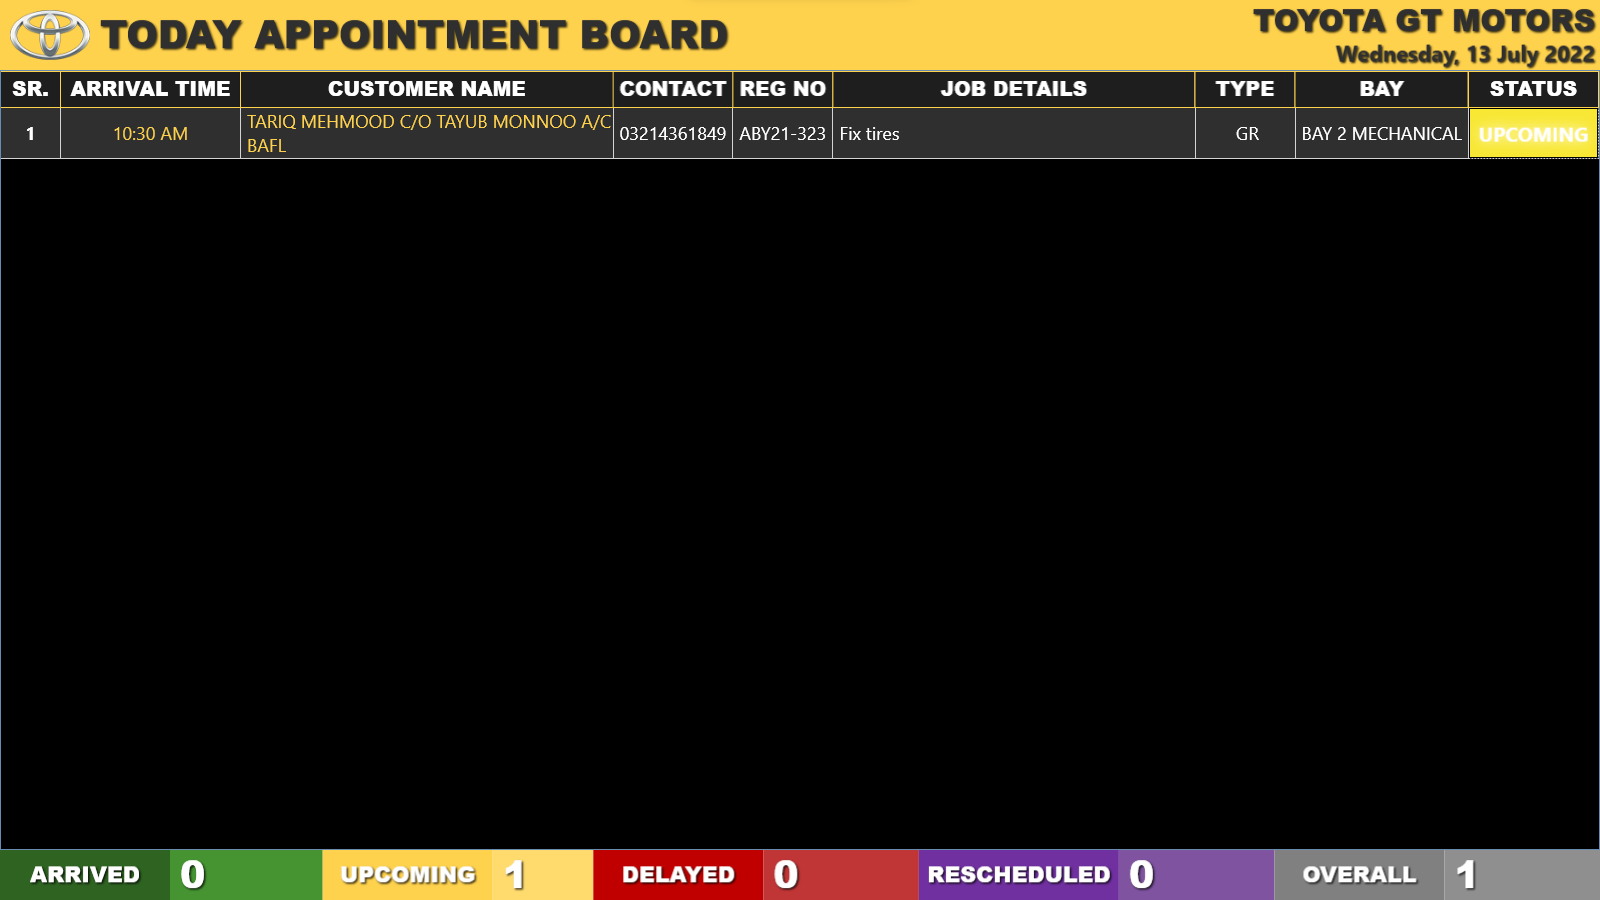 TODAY APPOINTMENT BOARD
TOYOTA GT MOTORS
Wednesday, 13 July 2022
SR. ARRIVAL TIME CUSTOMER NAME CONTACT REG NO JOB DETAILS TYPE BAY STATUS
1 10:30 AM TARIQ MEHMOOD C/O TAYUB MONNOO A/C BAFL 03214361849 ABY21-323 Fix tires GR BAY 2 MECHANICAL UPCOMING
ARRIVED 0 UPCOMING 1 DELAYED 0 RESCHEDULED 0 OVERALL 1